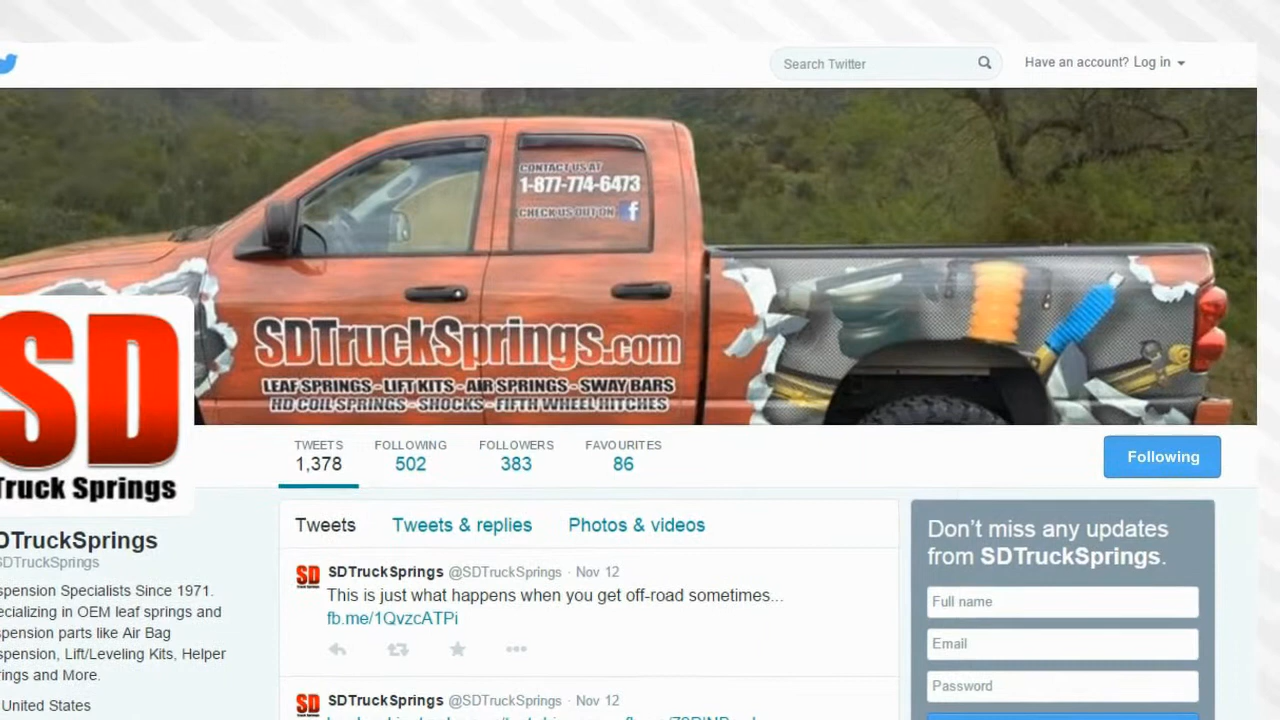 Search Twitter
Have an account? Log in
CONTACT US AT
1-877-774-6473
CHECK US OUT ON f
SDTruckSprings.com
LEAF SPRINGS - LIFT KITS - AIR SPRINGS - SWAY BARS
HD COIL SPRINGS - SHOCKS - FIFTH WHEEL HITCHES
SD
Truck Springs
TWEETS FOLLOWING FOLLOWERS FAVOURITES
1,378 502 383 86
Following
DTruckSprings
SDTruckSprings
spension Specialists Since 1971.
ecializing in OEM leaf springs and
spension parts like Air Bag
spension, Lift/Leveling Kits, Helper
rings and More.
United States
Tweets Tweets & replies Photos & videos
SDTruckSprings @SDTruckSprings · Nov 12
This is just what happens when you get off-road sometimes...
fb.me/1QvzcATPi
SDTruckSprings @SDTruckSprings · Nov 12
Don't miss any updates
from SDTruckSprings.
Full name
Email
Password